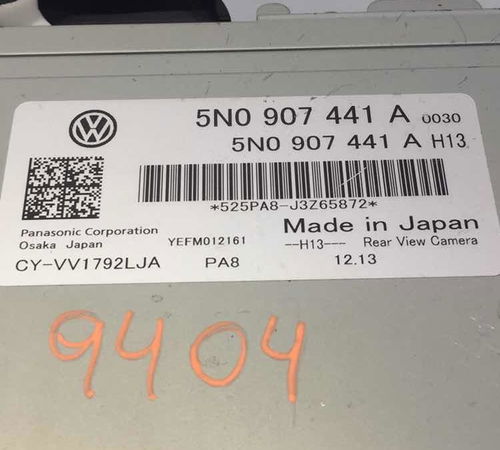 5N0 907 441 A 0030
5N0 907 441 A H13
*525PA8-J3Z65872*
Panasonic Corporation
Osaka Japan YEFM012161
Made in Japan
--H13--- Rear View Camera
CY-VV1792LJA PA8 12.13
9404